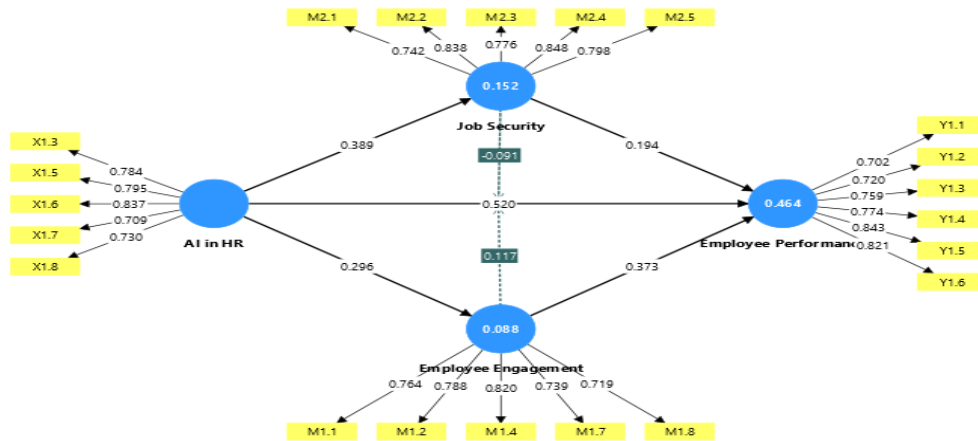 M2.1 M2.2 M2.3 M2.4 M2.5
0.742 0.838 0.776 0.848 0.798
0.152
Job Security
0.389
0.194
-0.091
X1.3
X1.5
X1.6
X1.7
X1.8
0.784
0.795
0.837
0.709
0.730
AI in HR
0.520
0.464
Employee Performanc
Y1.1
Y1.2
Y1.3
Y1.4
Y1.5
Y1.6
0.702
0.720
0.759
0.774
0.843
0.821
0.117
0.296
0.373
0.088
Employee Engagement
0.764 0.788 0.820 0.739 0.719
M1.1 M1.2 M1.4 M1.7 M1.8